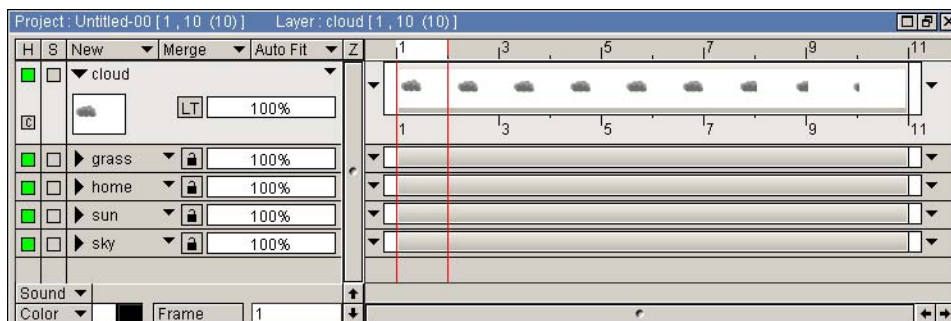 Project : Untitled-00 [ 1 , 10 (10) ] Layer : cloud [ 1 , 10 (10) ]
H S New Merge Auto Fit Z 1 3 5 7 9 11
cloud
LT 100%
C
1 3 5 7 9 11
grass 100%
home 100%
sun 100%
sky 100%
Sound
Color Frame 1